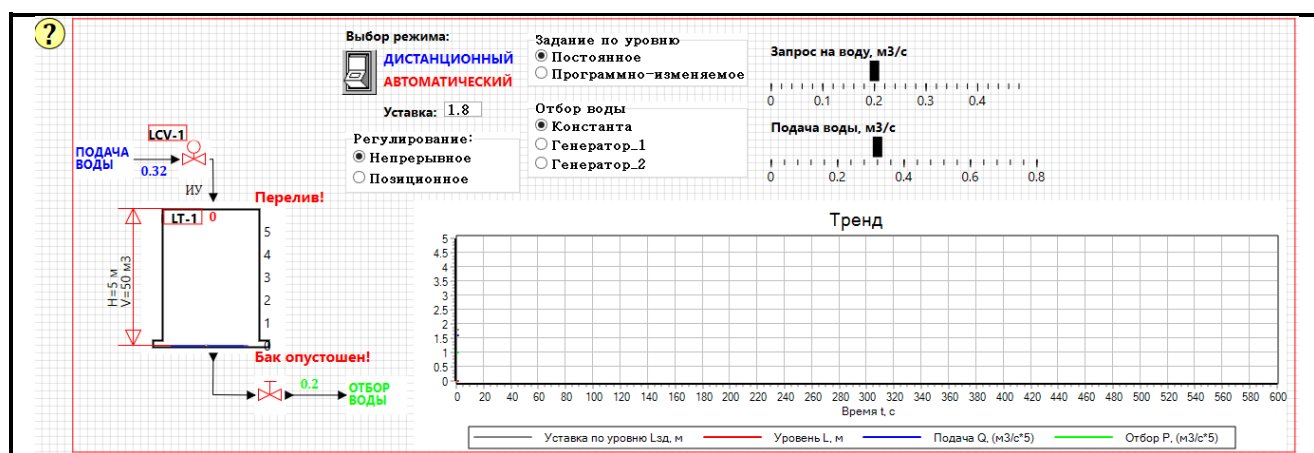 ?
Выбор режима:
ДИСТАНЦИОННЫЙ
АВТОМАТИЧЕСКИЙ
Уставка: 1.8
Регулирование:
Непрерывное
Позиционное
Задание по уровню
Постоянное
Программно-изменяемое
Отбор воды
Константа
Генератор_1
Генератор_2
Запрос на воду, м3/с
0 0.1 0.2 0.3 0.4
Подача воды, м3/с
0 0.2 0.4 0.6 0.8
LCV-1
ПОДАЧА
ВОДЫ
0.32
ИУ
Перелив!
LT-1 0
5
4
3
2
1
0
H=5 м
V=50 м3
Бак опустошен!
0.2
ОТБОР
ВОДЫ
Тренд
5
4.5
4
3.5
3
2.5
2
1.5
1
0.5
0
0 20 40 60 80 100 120 140 160 180 200 220 240 260 280 300 320 340 360 380 400 420 440 460 480 500 520 540 560 580 600
Время t, с
Уставка по уровню Lзд, м Уровень L, м Подача Q, (м3/с*5) Отбор P, (м3/с*5)